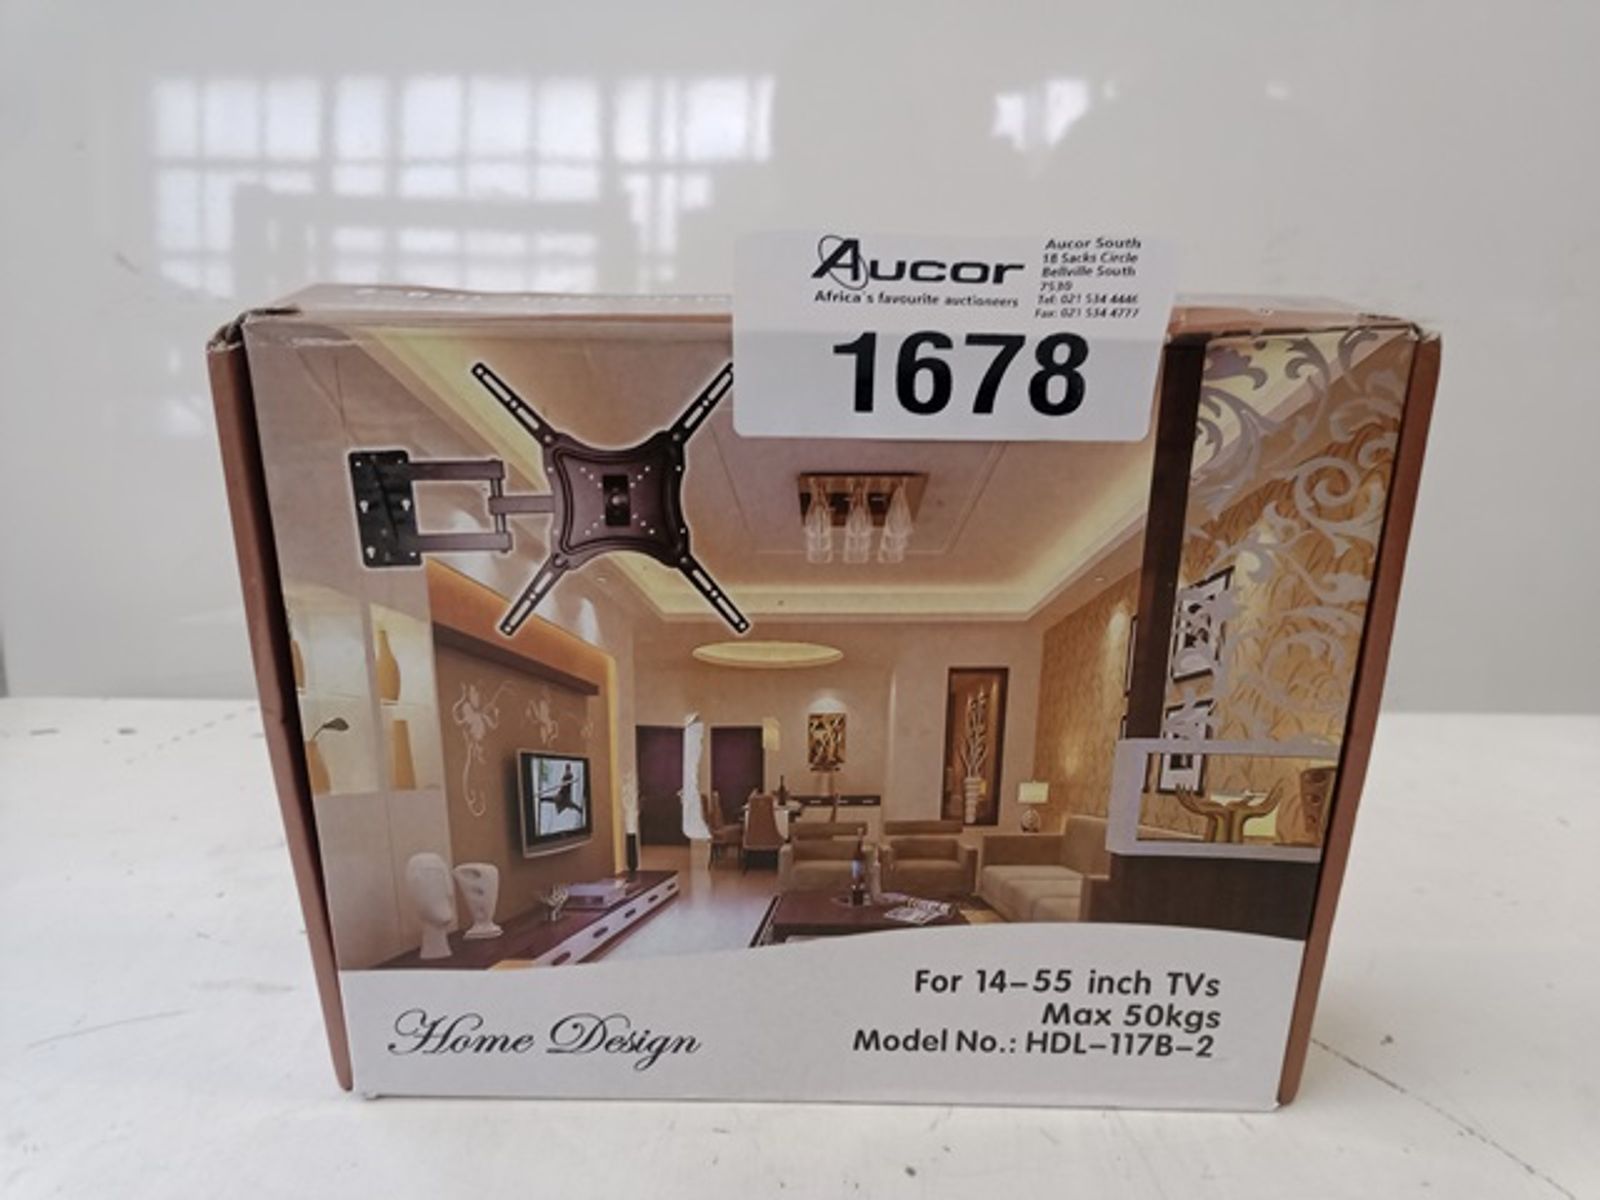 Aucor
Africa's favourite auctioneers
Aucor South
18 Sacks Circle
Bellville South
7530
Tel: 021 534 4446
Fax: 021 534 4777
1678
For 14-55 inch TVs
Max 50kgs
Model No.: HDL-117B-2
Home Design